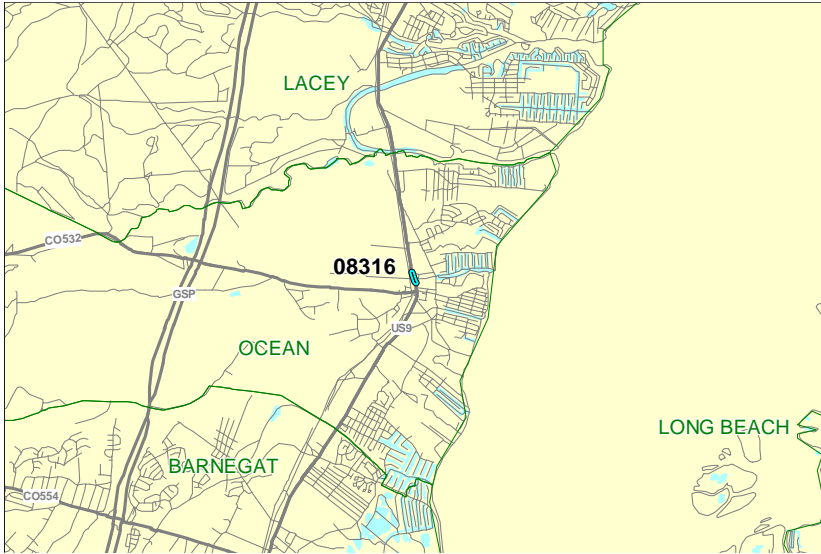 LACEY
CO532
08316
GSP
US9
OCEAN
LONG BEACH
BARNEGAT
CO554